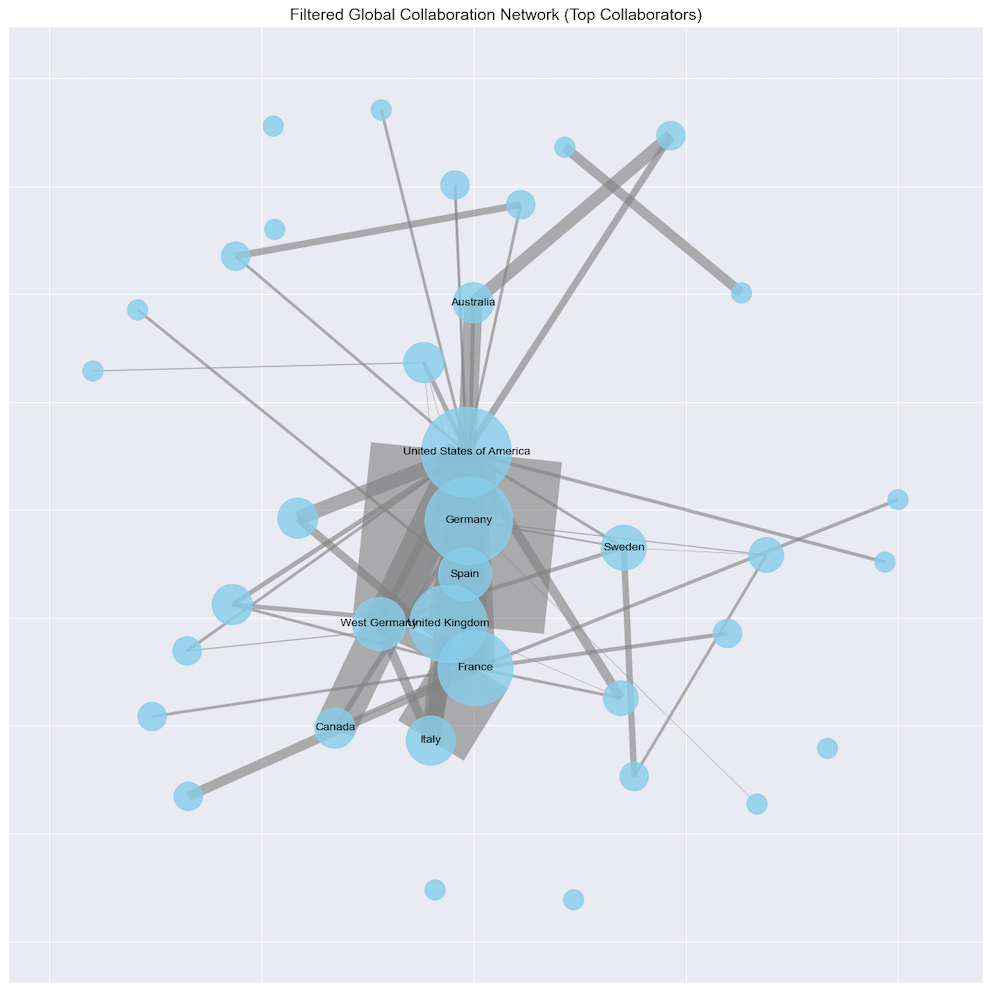 Filtered Global Collaboration Network (Top Collaborators)
Australia
United States of America
Germany
Sweden
Spain
West Germany
United Kingdom
France
Canada
Italy